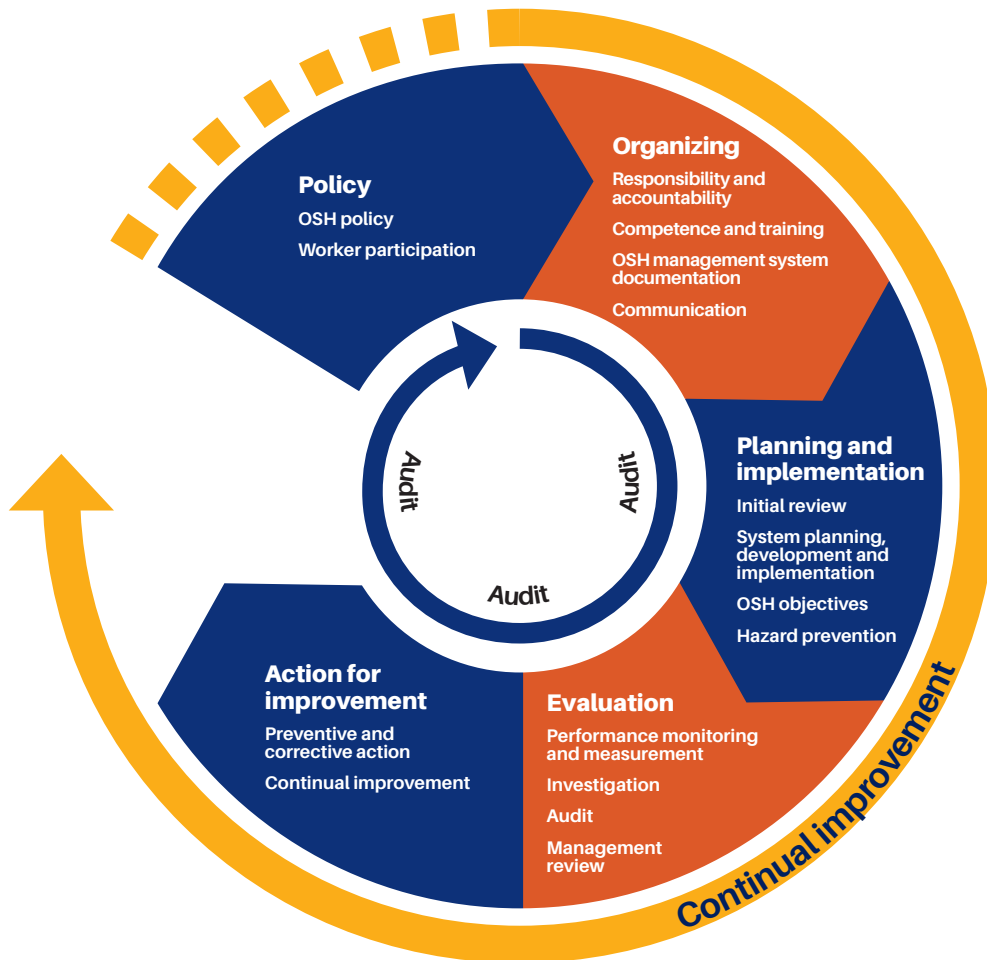 Policy
OSH policy
Worker participation
Organizing
Responsibility and
accountability
Competence and training
OSH management system
documentation
Communication
Planning and
implementation
Initial review
System planning,
development and
implementation
OSH objectives
Hazard prevention
Evaluation
Performance monitoring
and measurement
Investigation
Audit
Management
review
Action for
improvement
Preventive and
corrective action
Continual improvement
Audit
Audit
Audit
Continual improvement